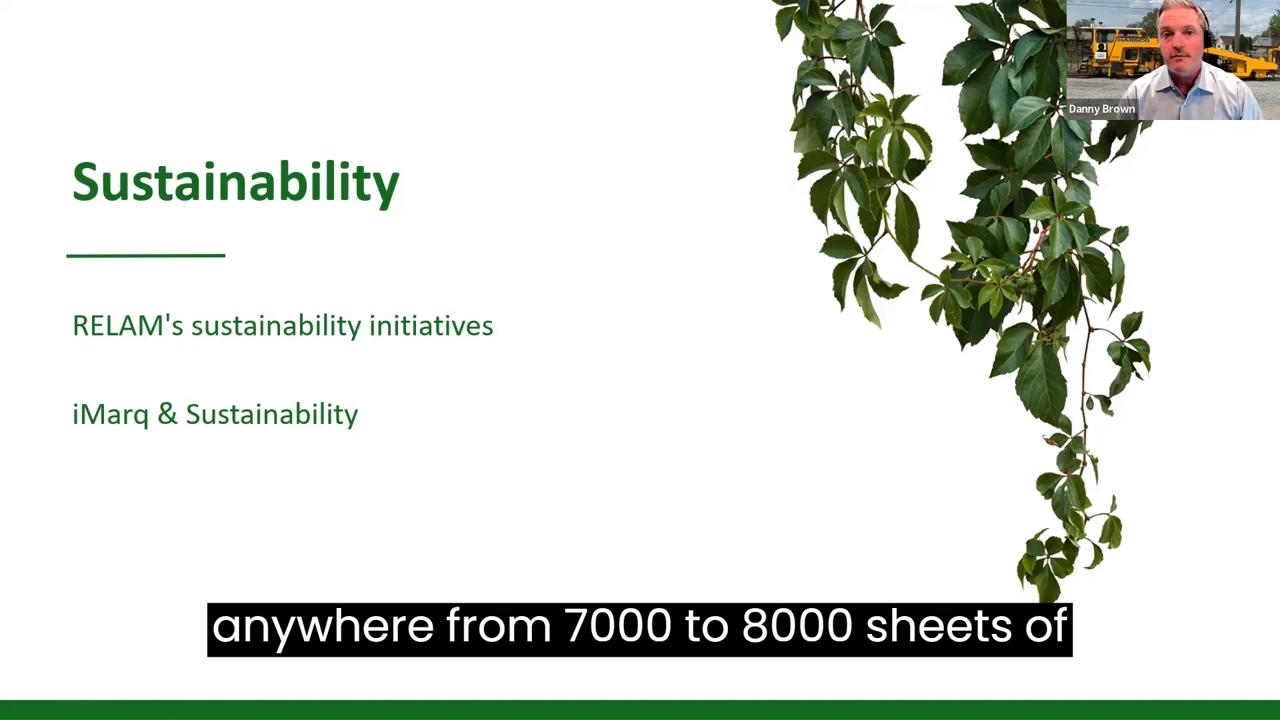 Danny Brown
Sustainability
RELAM's sustainability initiatives
iMarq & Sustainability
anywhere from 7000 to 8000 sheets of